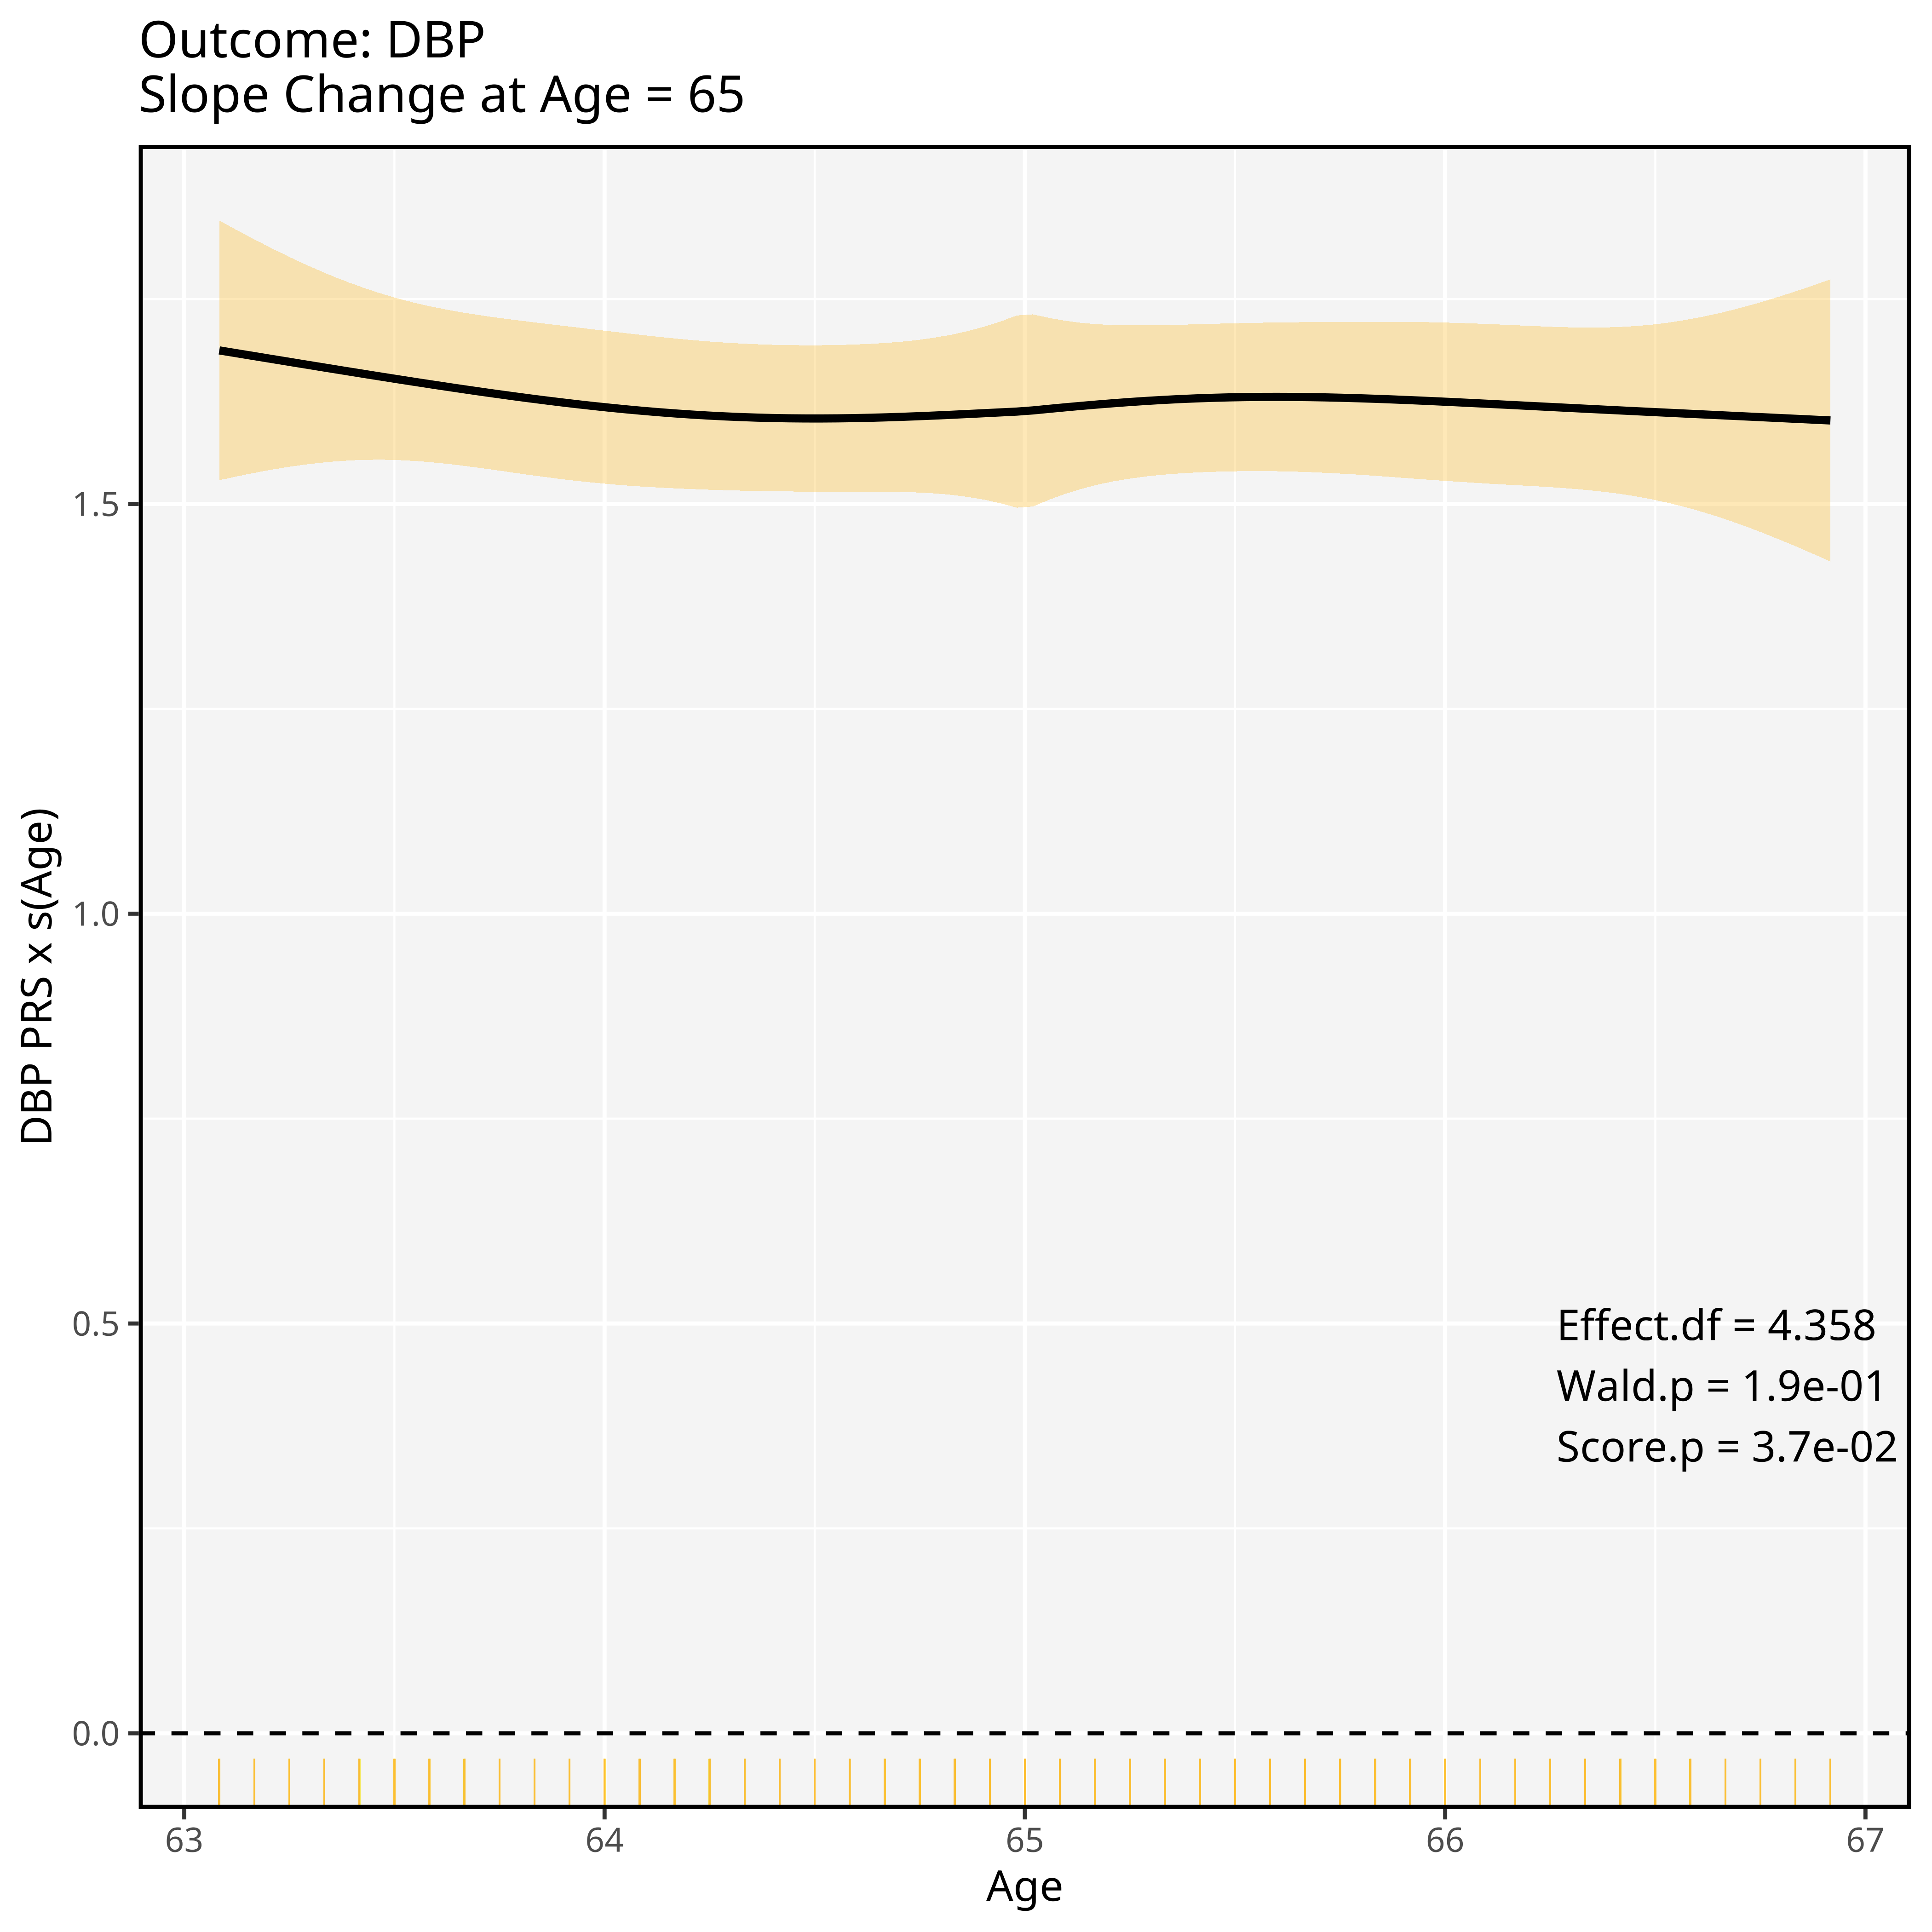 Outcome: DBP
Slope Change at Age = 65
DBP PRS x s(Age)
1.5
1.0
0.5
0.0
Effect.df = 4.358
Wald.p = 1.9e-01
Score.p = 3.7e-02
63 64 65 66 67
Age